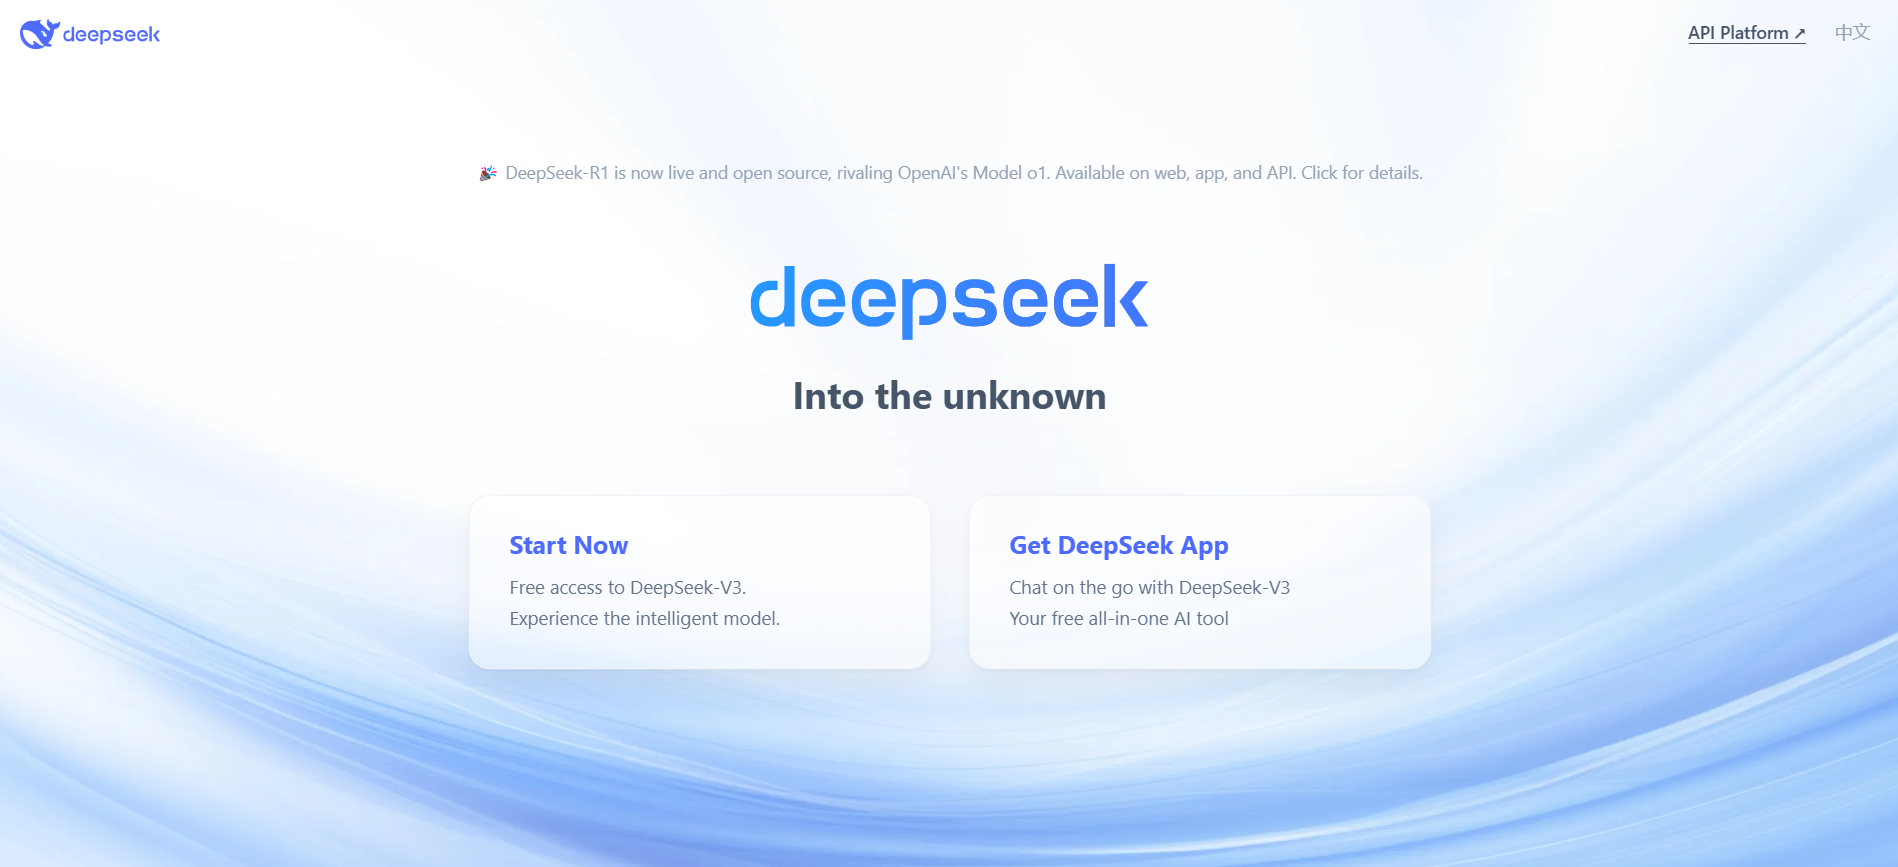 deepseek
API Platform ↗
中文
🎉 DeepSeek-R1 is now live and open source, rivaling OpenAI's Model o1. Available on web, app, and API. Click for details.
deepseek
Into the unknown
Start Now
Free access to DeepSeek-V3.
Experience the intelligent model.
Get DeepSeek App
Chat on the go with DeepSeek-V3
Your free all-in-one AI tool